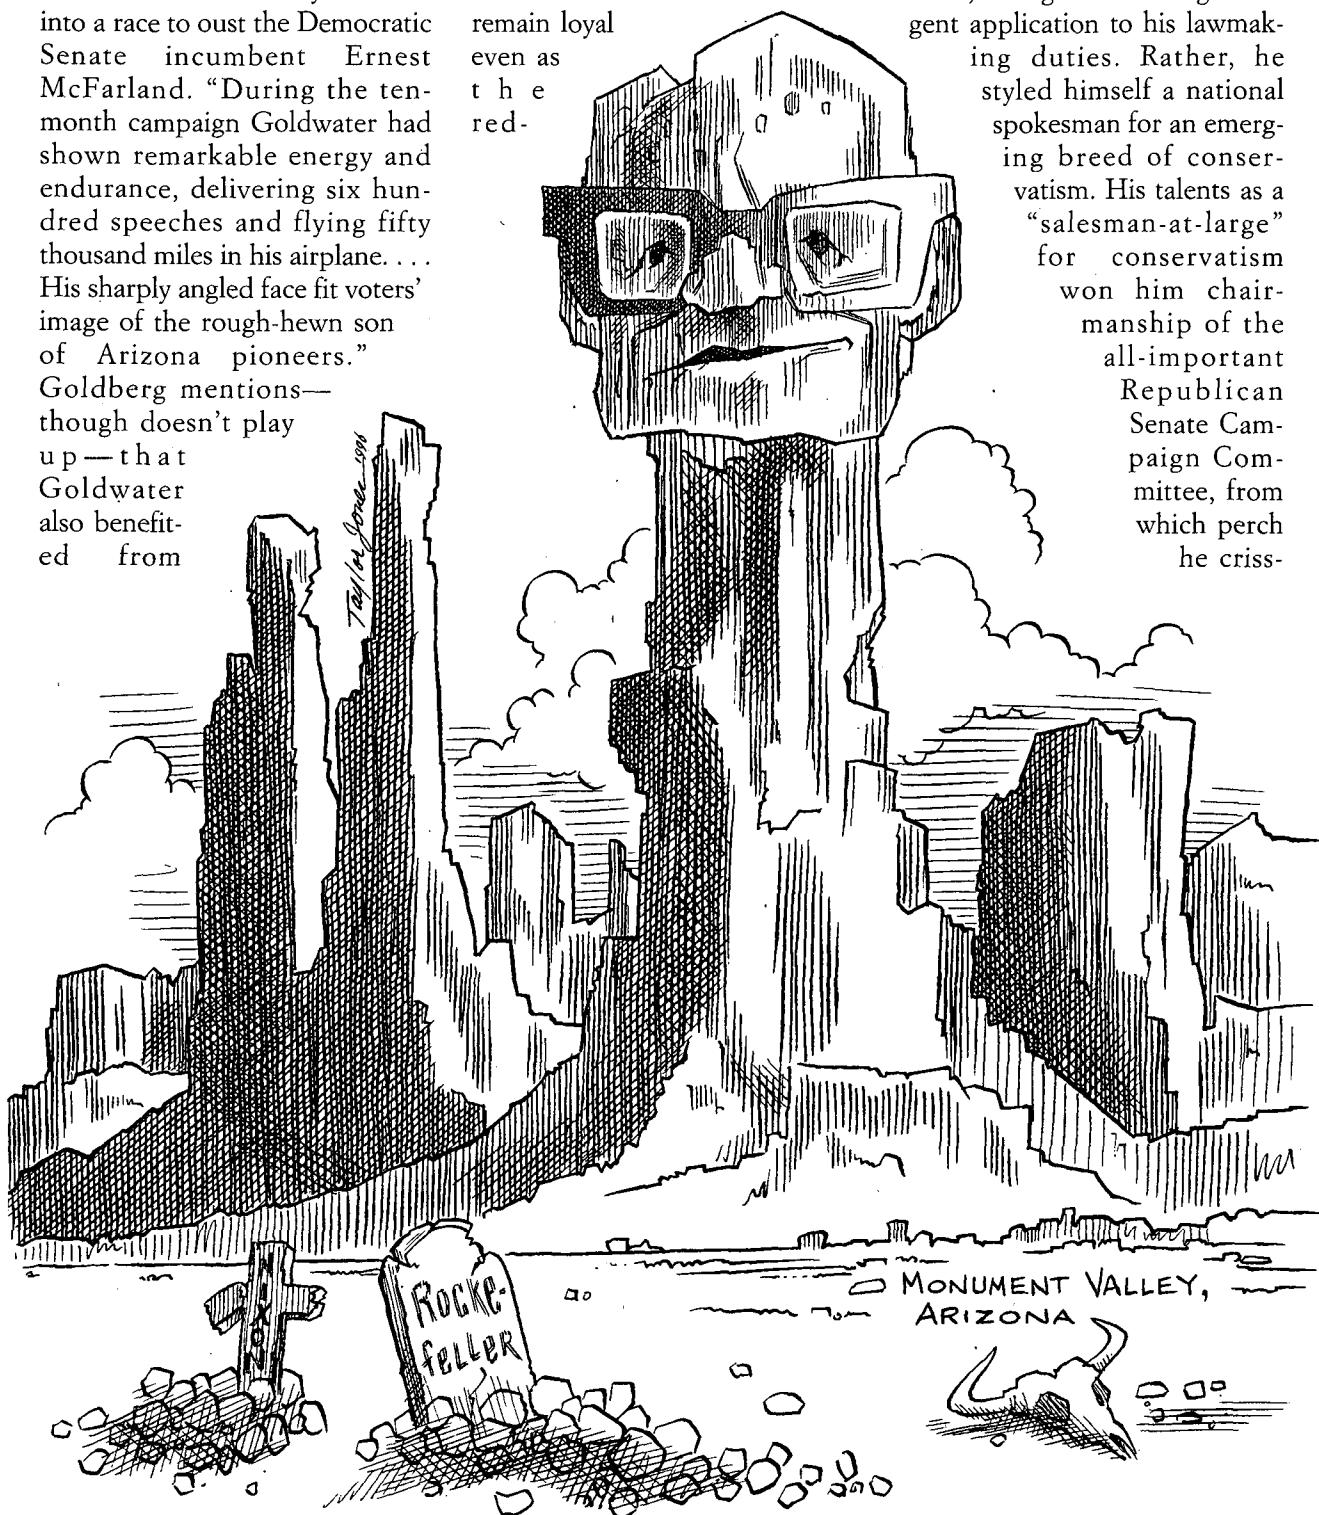 into a race to oust the Democratic
Senate incumbent Ernest
McFarland. “During the ten-
month campaign Goldwater had
shown remarkable energy and
endurance, delivering six hun-
dred speeches and flying fifty
thousand miles in his airplane. . . .
His sharply angled face fit voters’
image of the rough-hewn son
of Arizona pioneers.”
Goldberg mentions—
though doesn’t play
up—that
Goldwater
also benefit-
ed from
remain loyal
even as
the
red-
gent application to his lawmak-
ing duties. Rather, he
styled himself a national
spokesman for an emerg-
ing breed of conser-
vatism. His talents as a
“salesman-at-large”
for conservatism
won him chair-
manship of the
all-important
Republican
Senate Cam-
paign Com-
mittee, from
which perch
he criss-
Taylor Jones 1996
NIXON
ROCKE-
feLLeR
MONUMENT VALLEY,
ARIZONA